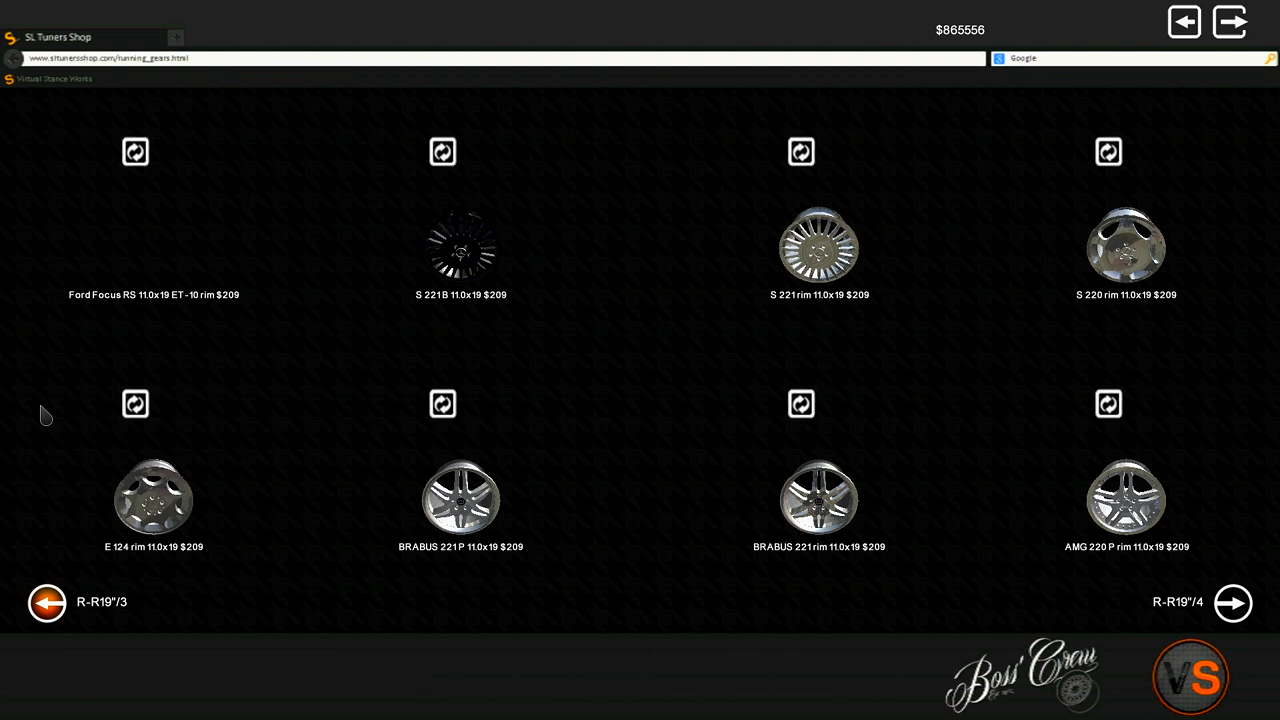 $865556
SL Tuners Shop
www.sltunersshop.com/running_gears.html
Google
Virtual Stance Works
Ford Focus RS 11.0x19 ET-10 rim $209
S 221 B 11.0x19 $209
S 221 rim 11.0x19 $209
S 220 rim 11.0x19 $209
E 124 rim 11.0x19 $209
BRABUS 221 P 11.0x19 $209
BRABUS 221 rim 11.0x19 $209
AMG 220 P rim 11.0x19 $209
R-R19"/3
R-R19"/4
Boss' Crew
VS